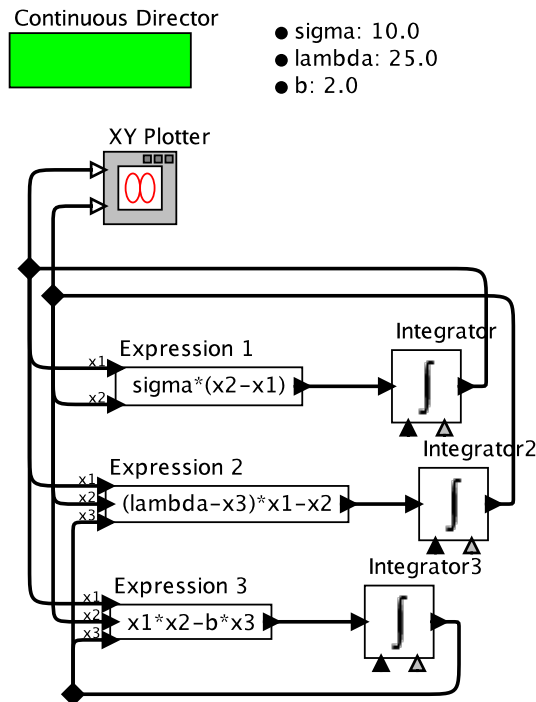 Continuous Director
sigma: 10.0
lambda: 25.0
b: 2.0
XY Plotter
Expression 1
Integrator
x1
sigma*(x2-x1)
x2
Integrator2
Expression 2
x1
x2
(lambda-x3)*x1-x2
x3
Integrator3
Expression 3
x1
x2
x1*x2-b*x3
x3